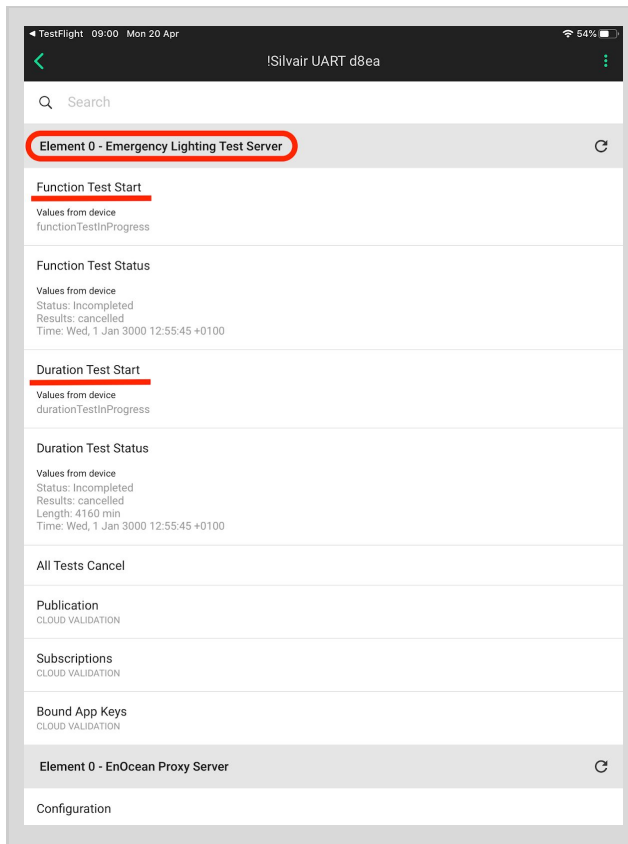 TestFlight 09:00 Mon 20 Apr 54%
!Silvair UART d8ea
Search
Element 0 - Emergency Lighting Test Server
Function Test Start
Values from device
functionTestInProgress
Function Test Status
Values from device
Status: Incompleted
Results: cancelled
Time: Wed, 1 Jan 3000 12:55:45 +0100
Duration Test Start
Values from device
durationTestInProgress
Duration Test Status
Values from device
Status: Incompleted
Results: cancelled
Length: 4160 min
Time: Wed, 1 Jan 3000 12:55:45 +0100
All Tests Cancel
Publication
CLOUD VALIDATION
Subscriptions
CLOUD VALIDATION
Bound App Keys
CLOUD VALIDATION
Element 0 - EnOcean Proxy Server
Configuration